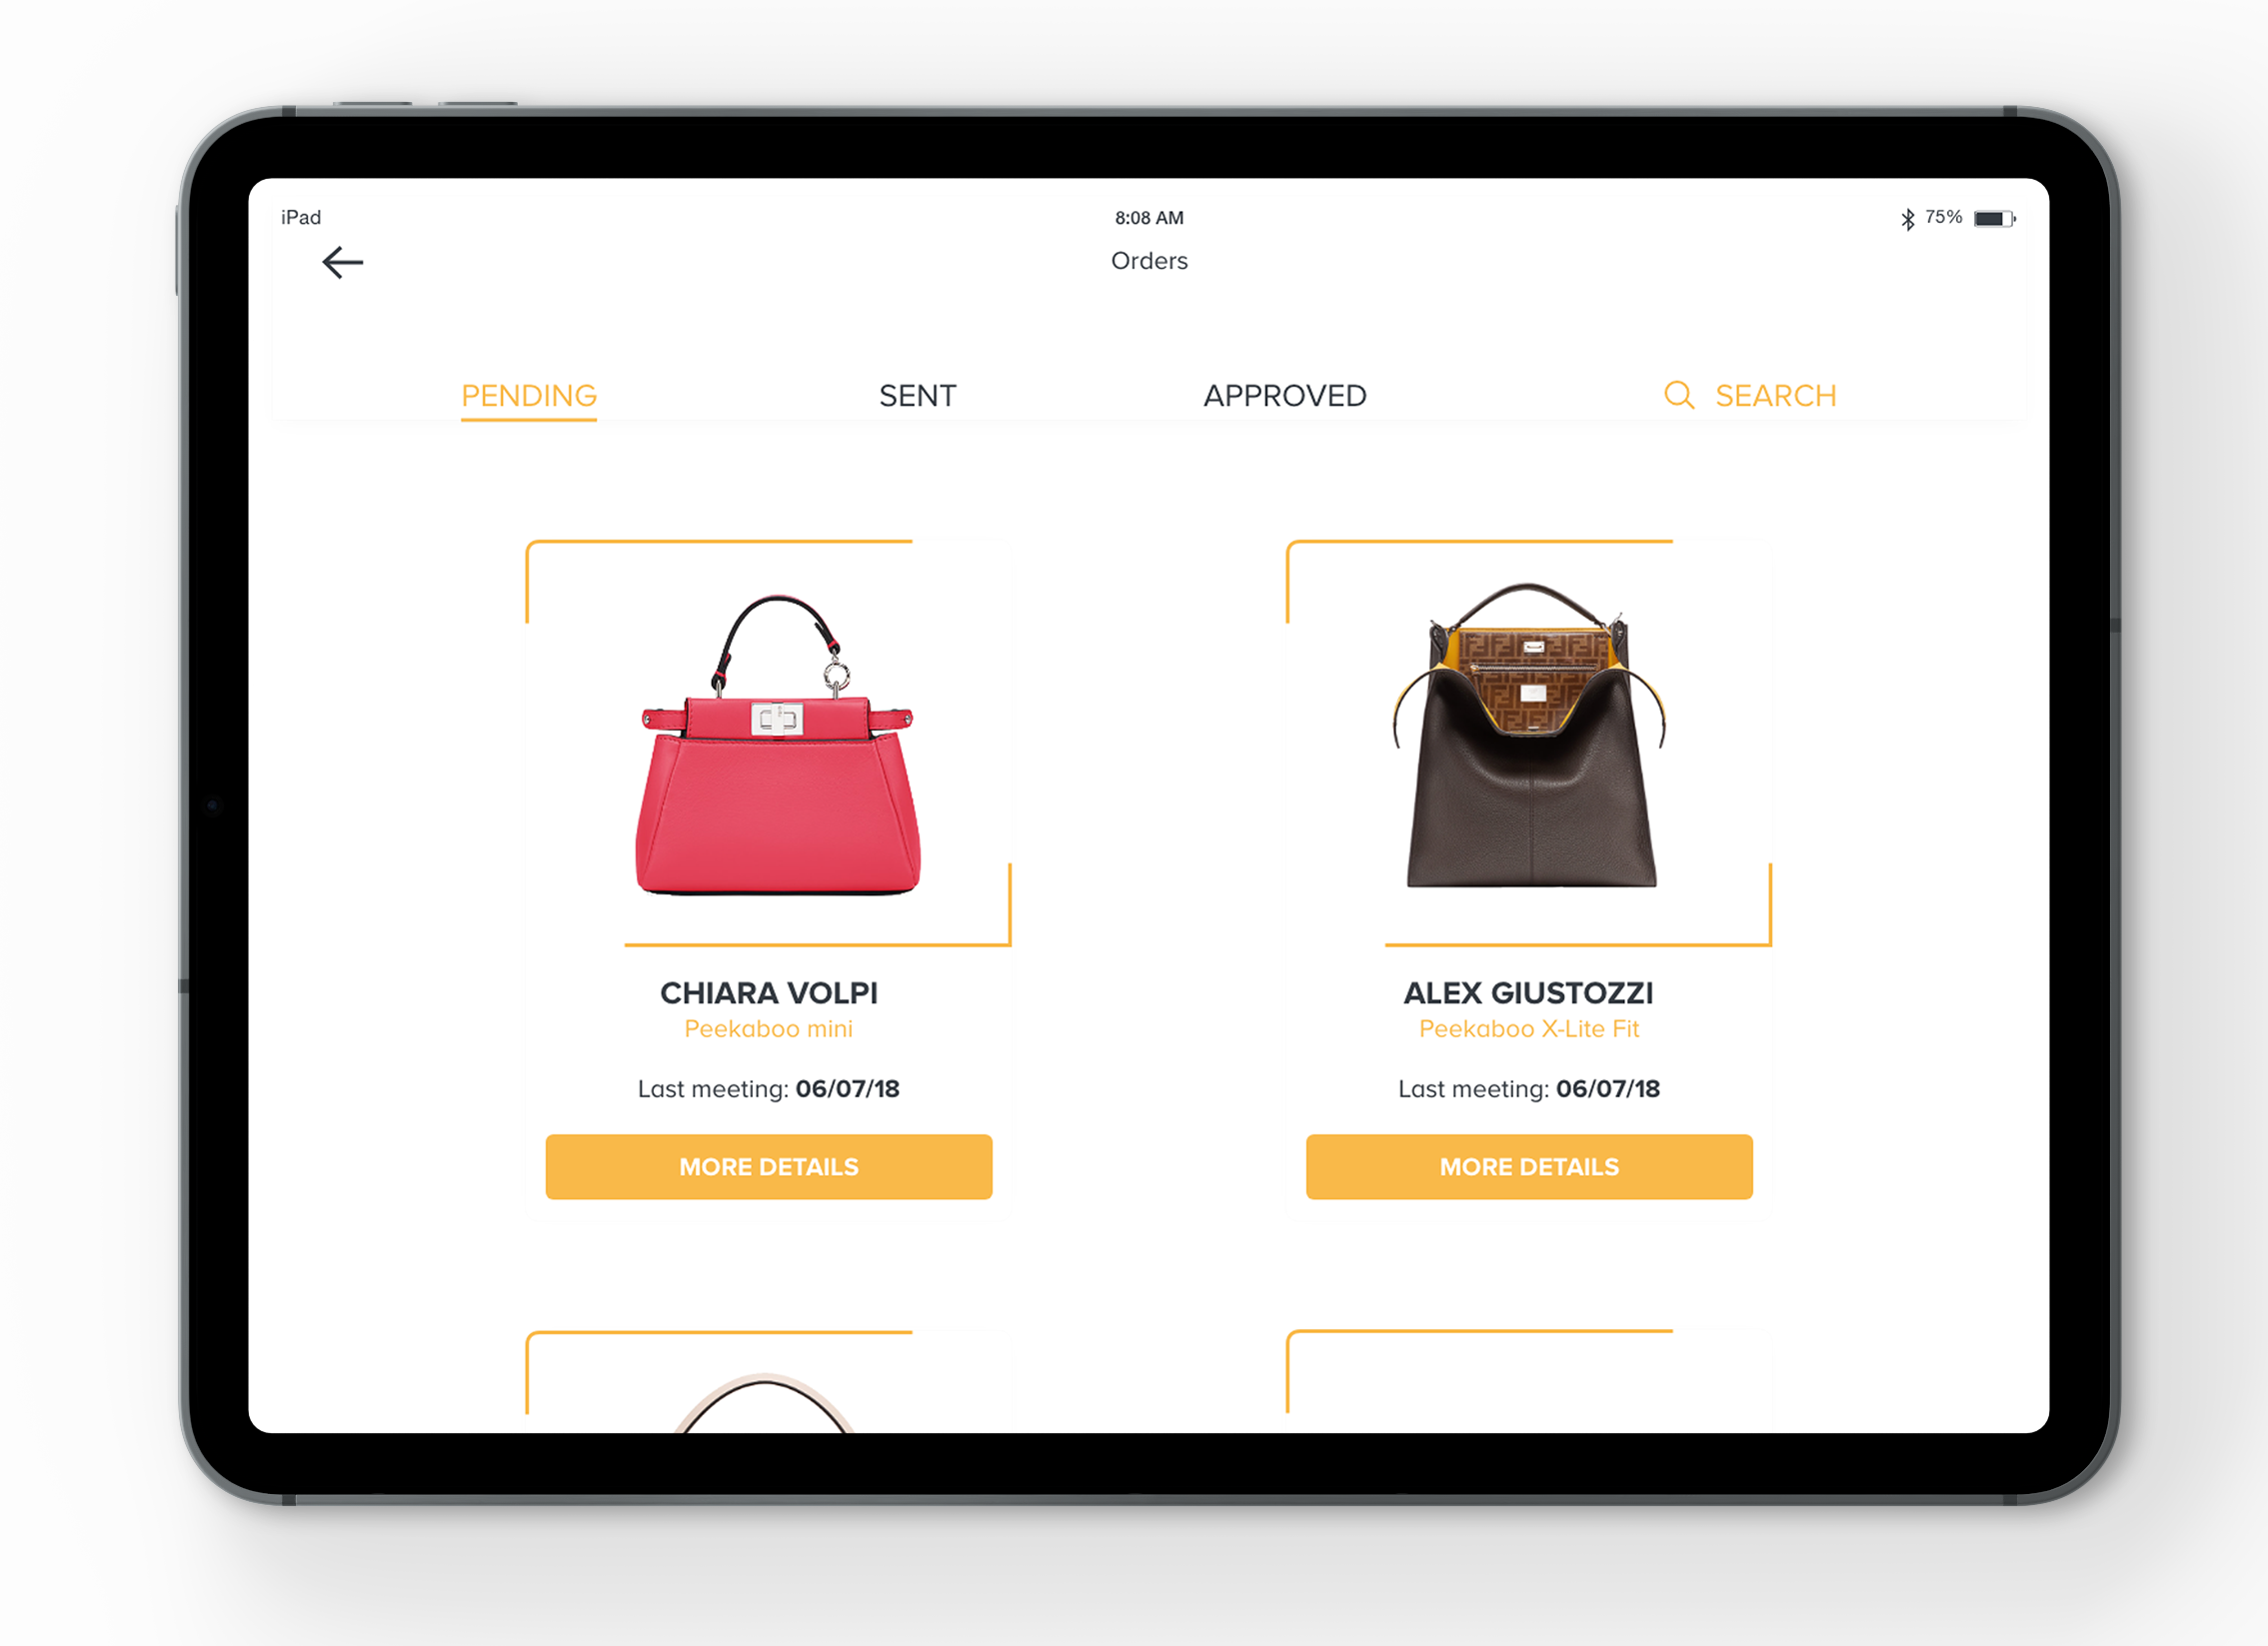 iPad
8:08 AM
75%
Orders
PENDING
SENT
APPROVED
SEARCH
CHIARA VOLPI
Peekaboo mini
Last meeting: 06/07/18
MORE DETAILS
ALEX GIUSTOZZI
Peekaboo X-Lite Fit
Last meeting: 06/07/18
MORE DETAILS